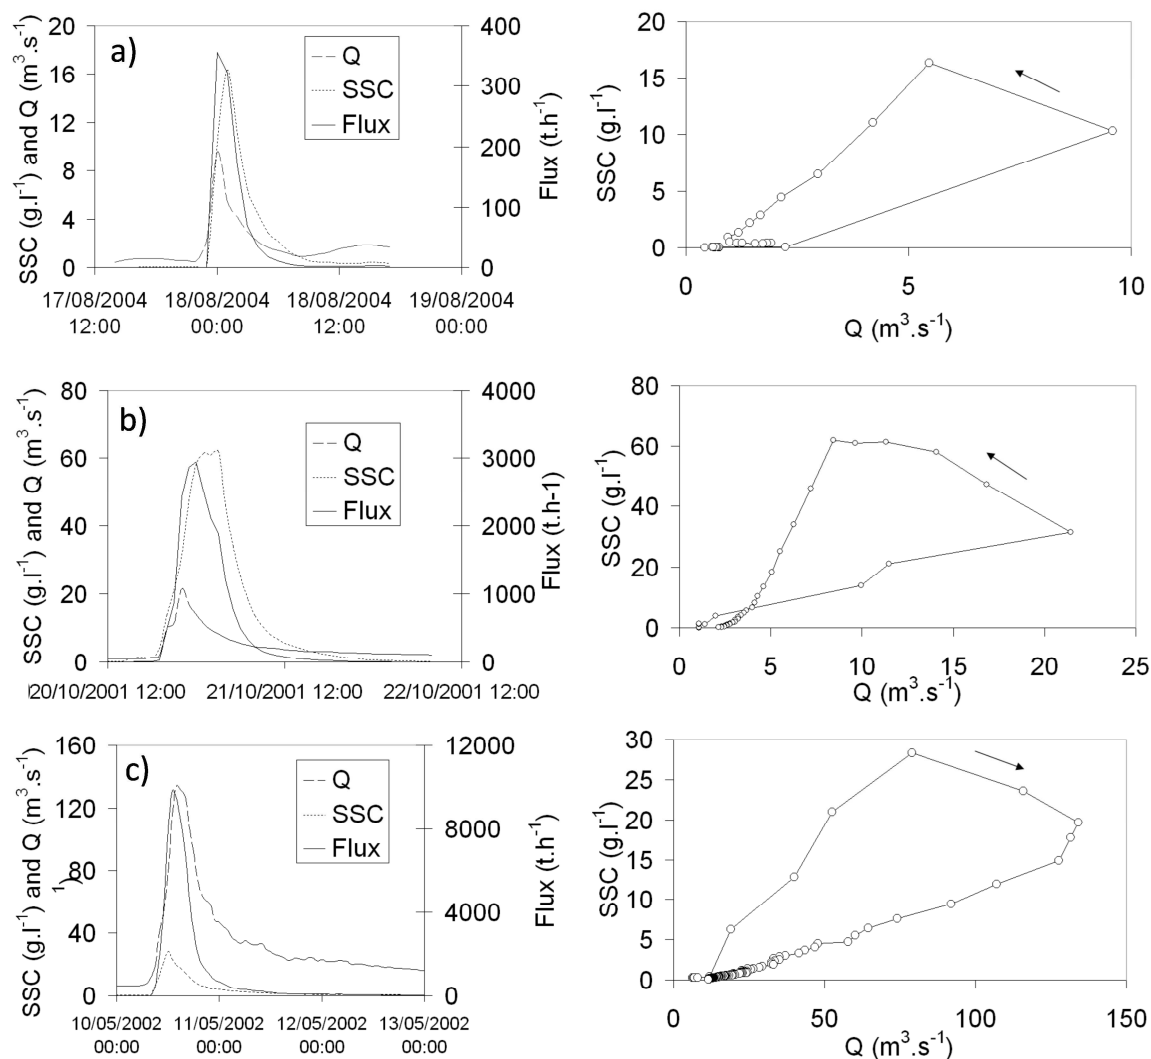 a)
SSC (g.l⁻¹) and Q (m³.s⁻¹)
20
16
12
8
4
0
Q
SSC
Flux
400
300
200
100
0
Flux (t.h⁻¹)
17/08/2004 18/08/2004 18/08/2004 19/08/2004
12:00 00:00 12:00 00:00
SSC (g.l⁻¹)
20
15
10
5
0
0 5 10
Q (m³.s⁻¹)
b)
SSC (g.l⁻¹) and Q (m³.s⁻¹)
80
60
40
20
0
Q
SSC
Flux
4000
3000
2000
1000
0
Flux (t.h-1)
20/10/2001 12:00 21/10/2001 12:00 22/10/2001 12:00
SSC (g.l⁻¹)
80
60
40
20
0
0 5 10 15 20 25
Q (m³.s⁻¹)
c)
SSC (g.l⁻¹) and Q (m³.s⁻
¹)
160
120
80
40
0
Q
SSC
Flux
12000
8000
4000
0
Flux (t.h⁻¹)
10/05/2002 11/05/2002 12/05/2002 13/05/2002
00:00 00:00 00:00 00:00
SSC (g.l⁻¹)
30
25
20
15
10
5
0
0 50 100 150
Q (m³.s⁻¹)